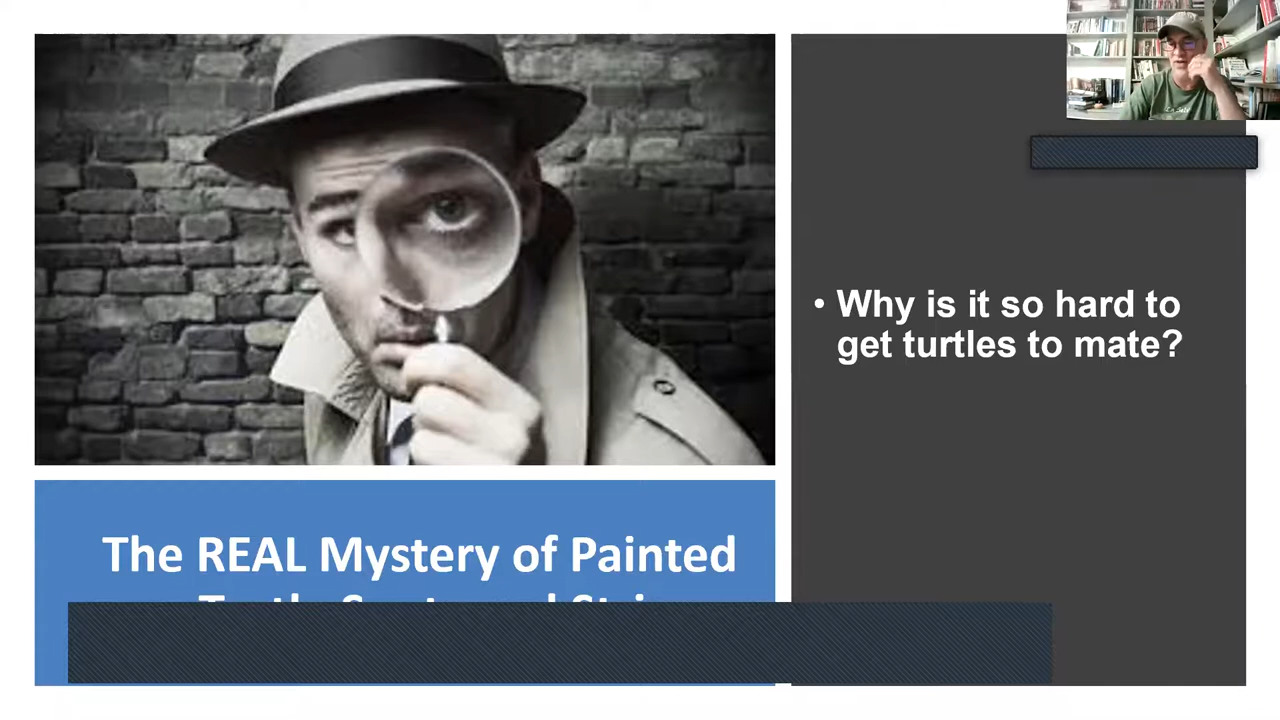 The REAL Mystery of Painted
• Why is it so hard to
get turtles to mate?